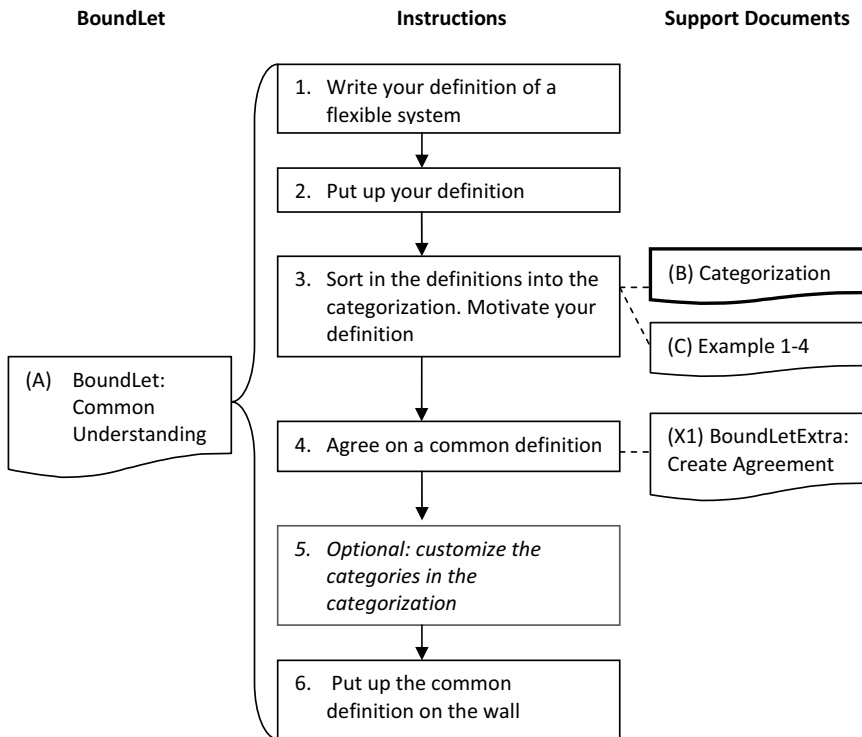 BoundLet Instructions Support Documents
1. Write your definition of a
flexible system
2. Put up your definition
3. Sort in the definitions into the
categorization. Motivate your
definition
(B) Categorization
(C) Example 1-4
(A) BoundLet:
Common
Understanding
4. Agree on a common definition
(X1) BoundLetExtra:
Create Agreement
5. Optional: customize the
categories in the
categorization
6. Put up the common
definition on the wall